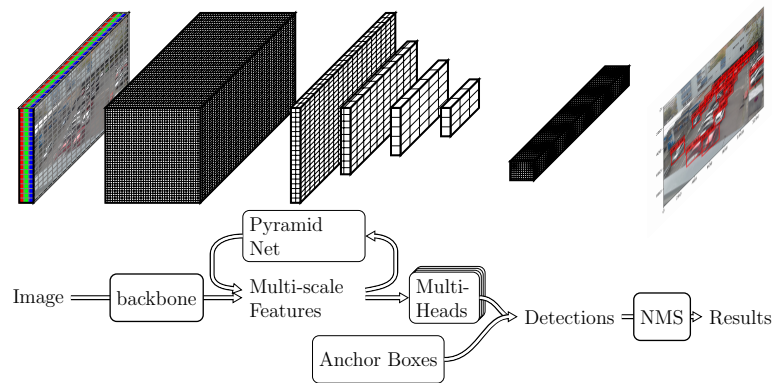 Pyramid
Net
Image
backbone
Multi-scale
Features
Multi-
Heads
Anchor Boxes
Detections
NMS
Results